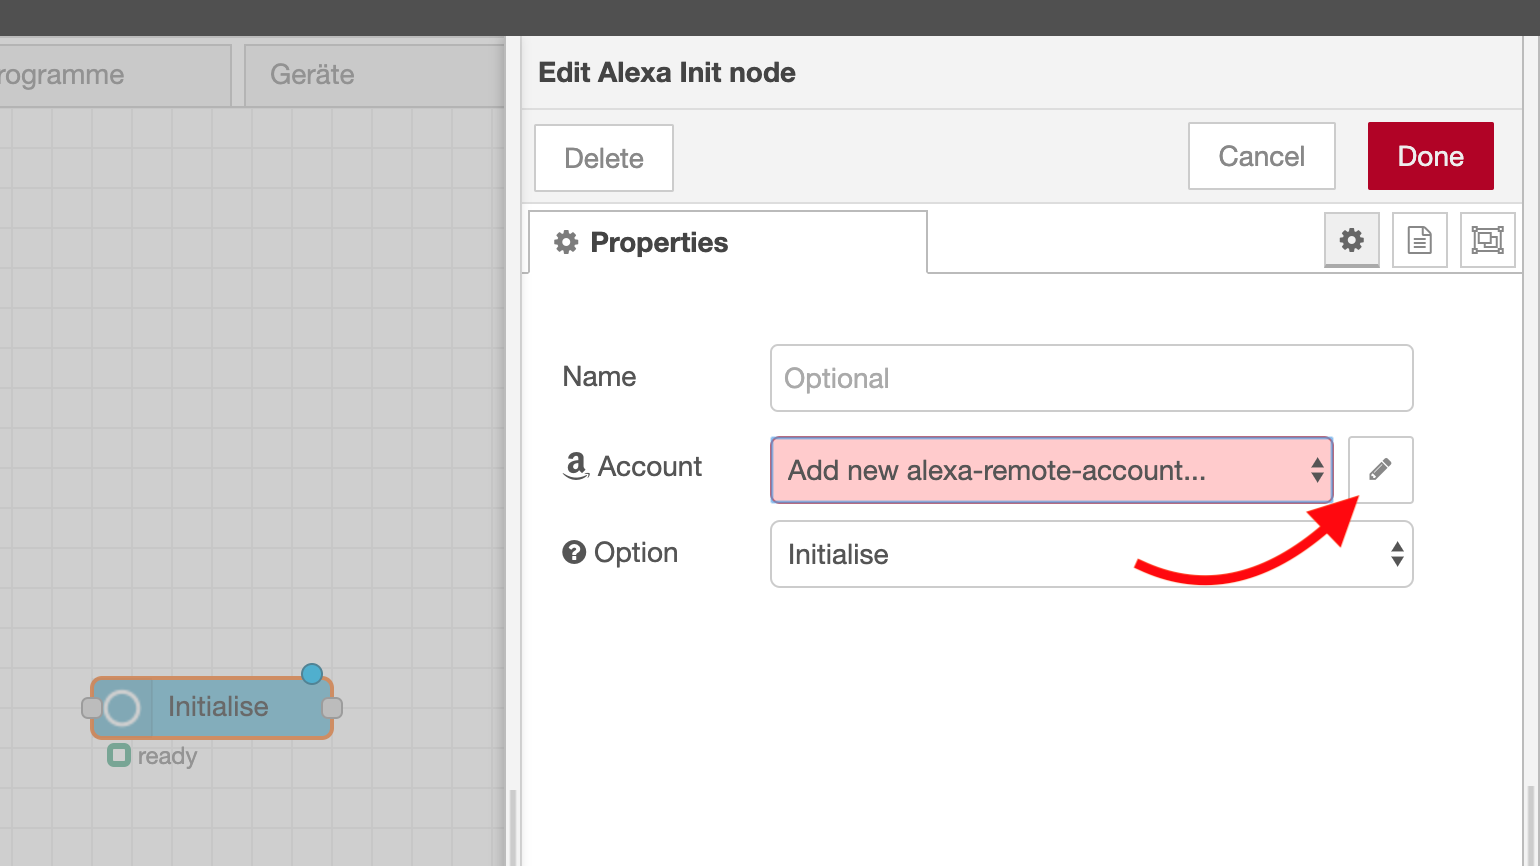 rogramme
Geräte
Edit Alexa Init node
Delete
Cancel
Done
Properties
Name
Optional
Account
Add new alexa-remote-account...
Option
Initialise
Initialise
ready